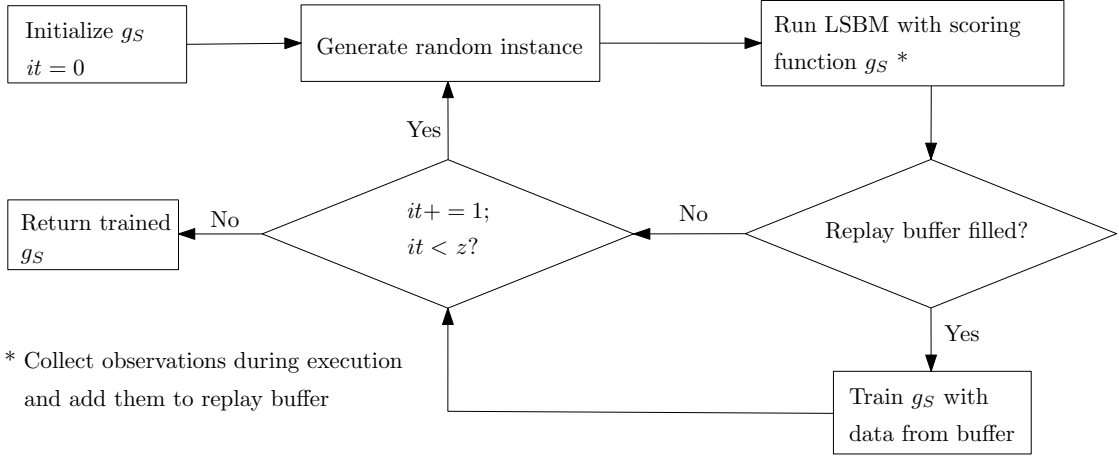 Initialize g_S
it = 0
Generate random instance
Run LSBM with scoring
function g_S *
Yes
Return trained
g_S
No
it+ = 1;
it < z?
No
Replay buffer filled?
Yes
* Collect observations during execution
and add them to replay buffer
Train g_S with
data from buffer